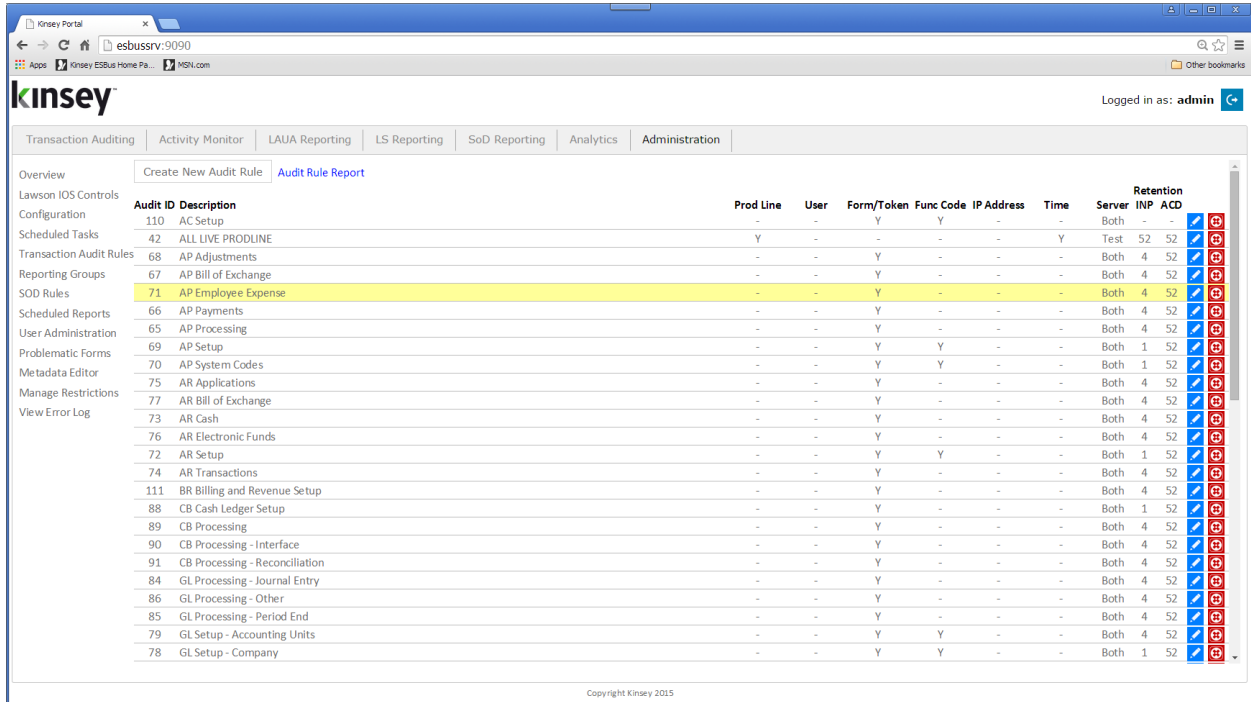 Kinsey Portal
esbussrv:9090
Apps Kinsey ESBus Home Pa... MSN.com Other bookmarks
kinsey
Logged in as: admin
Transaction Auditing Activity Monitor LAUA Reporting LS Reporting SoD Reporting Analytics Administration
Overview
Lawson IOS Controls
Configuration
Scheduled Tasks
Transaction Audit Rules
Reporting Groups
SOD Rules
Scheduled Reports
User Administration
Problematic Forms
Metadata Editor
Manage Restrictions
View Error Log
Create New Audit Rule Audit Rule Report
Retention
Audit ID Description Prod Line User Form/Token Func Code IP Address Time Server INP ACD
110 AC Setup - - Y Y - - Both - -
42 ALL LIVE PRODLINE Y - - - - Y Test 52 52
68 AP Adjustments - - Y - - - Both 4 52
67 AP Bill of Exchange - - Y - - - Both 4 52
71 AP Employee Expense - - Y - - - Both 4 52
66 AP Payments - - Y - - - Both 4 52
65 AP Processing - - Y - - - Both 4 52
69 AP Setup - - Y Y - - Both 1 52
70 AP System Codes - - Y Y - - Both 1 52
75 AR Applications - - Y - - - Both 4 52
77 AR Bill of Exchange - - Y - - - Both 4 52
73 AR Cash - - Y - - - Both 4 52
76 AR Electronic Funds - - Y - - - Both 4 52
72 AR Setup - - Y Y - - Both 1 52
74 AR Transactions - - Y - - - Both 4 52
111 BR Billing and Revenue Setup - - Y - - - Both 4 52
88 CB Cash Ledger Setup - - Y - - - Both 1 52
89 CB Processing - - Y - - - Both 4 52
90 CB Processing - Interface - - Y - - - Both 4 52
91 CB Processing - Reconciliation - - Y - - - Both 4 52
84 GL Processing - Journal Entry - - Y - - - Both 4 52
86 GL Processing - Other - - Y - - - Both 4 52
85 GL Processing - Period End - - Y - - - Both 4 52
79 GL Setup - Accounting Units - - Y Y - - Both 4 52
78 GL Setup - Company - - Y Y - - Both 1 52
Copyright Kinsey 2015